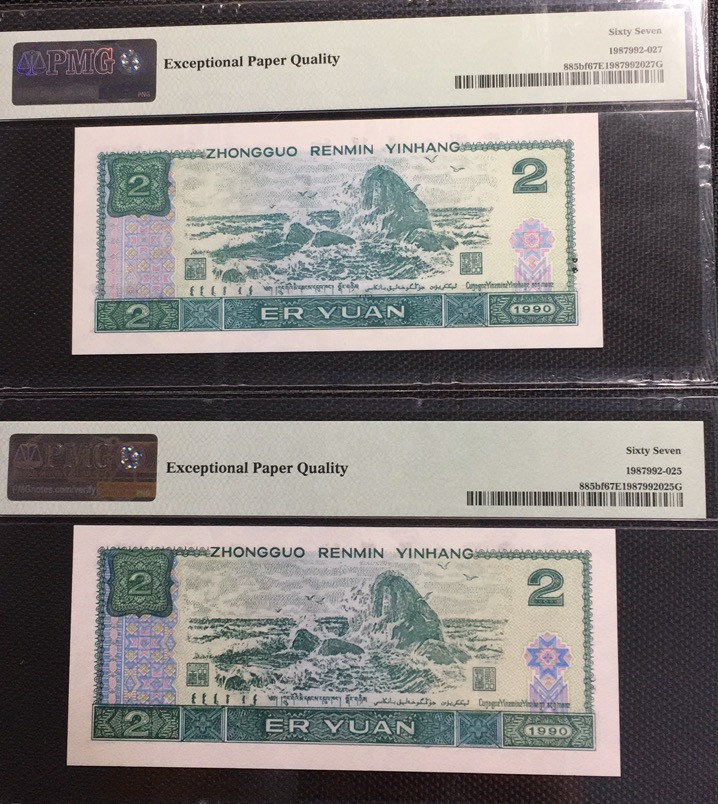 PMG
Exceptional Paper Quality
Sixty Seven
1987992-027
885bf67E1987992027G
PMG
ZHONGGUO RENMIN YINHANG
2
2
2
ER YUAN
1990
PMG
PMGnotes.com/verify
PMG
Exceptional Paper Quality
Sixty Seven
1987992-025
885bf67E1987992025G
ZHONGGUO RENMIN YINHANG
2
2
2
ER YUAN
1990